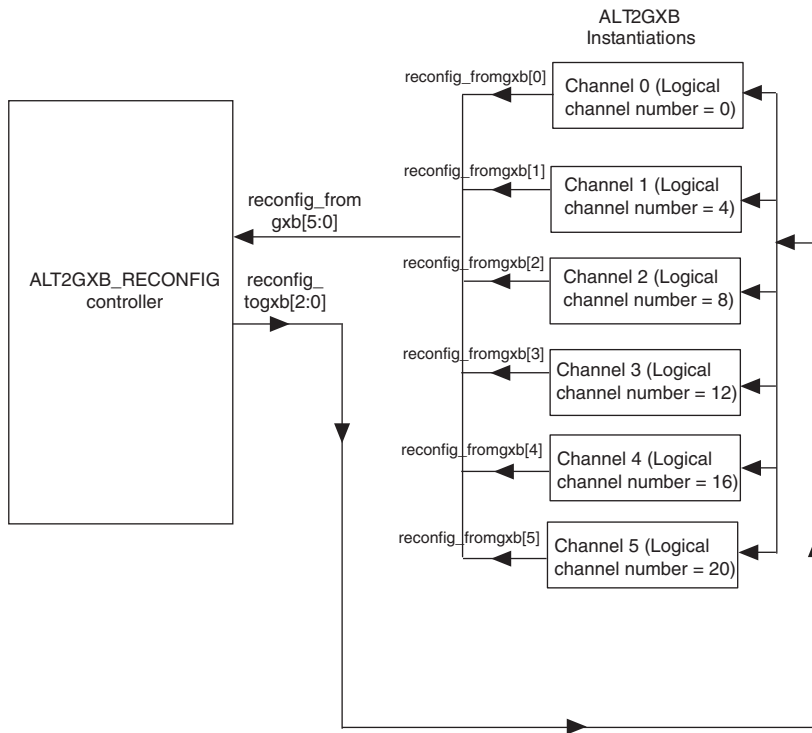 ALT2GXB
Instantiations
reconfig_fromgxb[0]
Channel 0 (Logical
channel number = 0)
reconfig_fromgxb[1]
Channel 1 (Logical
channel number = 4)
reconfig_from
gxb[5:0]
reconfig_fromgxb[2]
Channel 2 (Logical
channel number = 8)
ALT2GXB_RECONFIG
controller
reconfig_
togxb[2:0]
reconfig_fromgxb[3]
Channel 3 (Logical
channel number = 12)
reconfig_fromgxb[4]
Channel 4 (Logical
channel number = 16)
reconfig_fromgxb[5]
Channel 5 (Logical
channel number = 20)